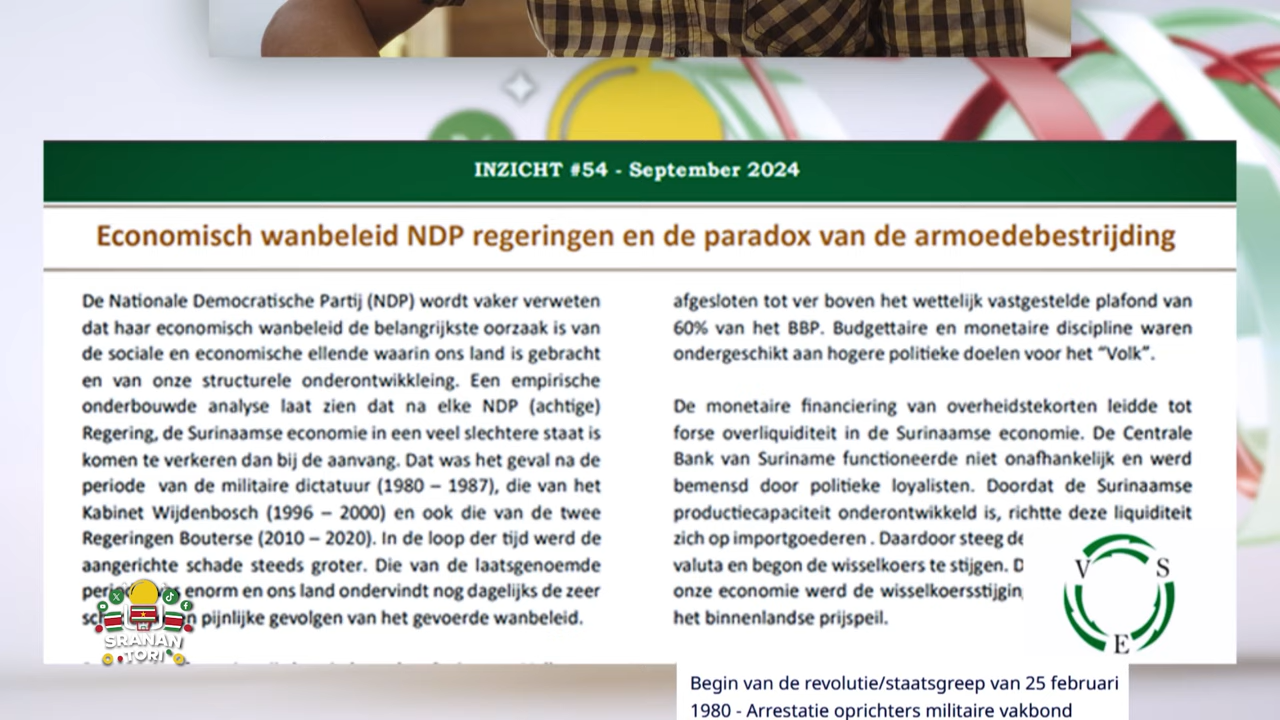 INZICHT #54 - September 2024
Economisch wanbeleid NDP regeringen en de paradox van de armoedebestrijding
De Nationale Democratische Partij (NDP) wordt vaker verweten
dat haar economisch wanbeleid de belangrijkste oorzaak is van
de sociale en economische ellende waarin ons land is gebracht
en van onze structurele onderontwikkleing. Een empirische
onderbouwde analyse laat zien dat na elke NDP (achtige)
Regering, de Surinaamse economie in een veel slechtere staat is
komen te verkeren dan bij de aanvang. Dat was het geval na de
periode van de militaire dictatuur (1980 – 1987), die van het
Kabinet Wijdenbosch (1996 – 2000) en ook die van de twee
Regeringen Bouterse (2010 – 2020). In de loop der tijd werd de
aangerichte schade steeds groter. Die van de laatsgenoemde
enorm en ons land ondervindt nog dagelijks de zeer
pijnlijke gevolgen van het gevoerde wanbeleid.
afgesloten tot ver boven het wettelijk vastgestelde plafond van
60% van het BBP. Budgettaire en monetaire discipline waren
ondergeschikt aan hogere politieke doelen voor het “Volk”.
De monetaire financiering van overheidstekorten leidde tot
forse overliquiditeit in de Surinaamse economie. De Centrale
Bank van Suriname functioneerde niet onafhankelijk en werd
bemensd door politieke loyalisten. Doordat de Surinaamse
productiecapaciteit onderontwikkeld is, richtte deze liquiditeit
zich op importgoederen . Daardoor steeg de
valuta en begon de wisselkoers te stijgen. D
onze economie werd de wisselkoersstijgin
het binnenlandse prijspeil.
V S
E
SRANAN
TORI
Begin van de revolutie/staatsgreep van 25 februari
1980 - Arrestatie oprichters militaire vakbond